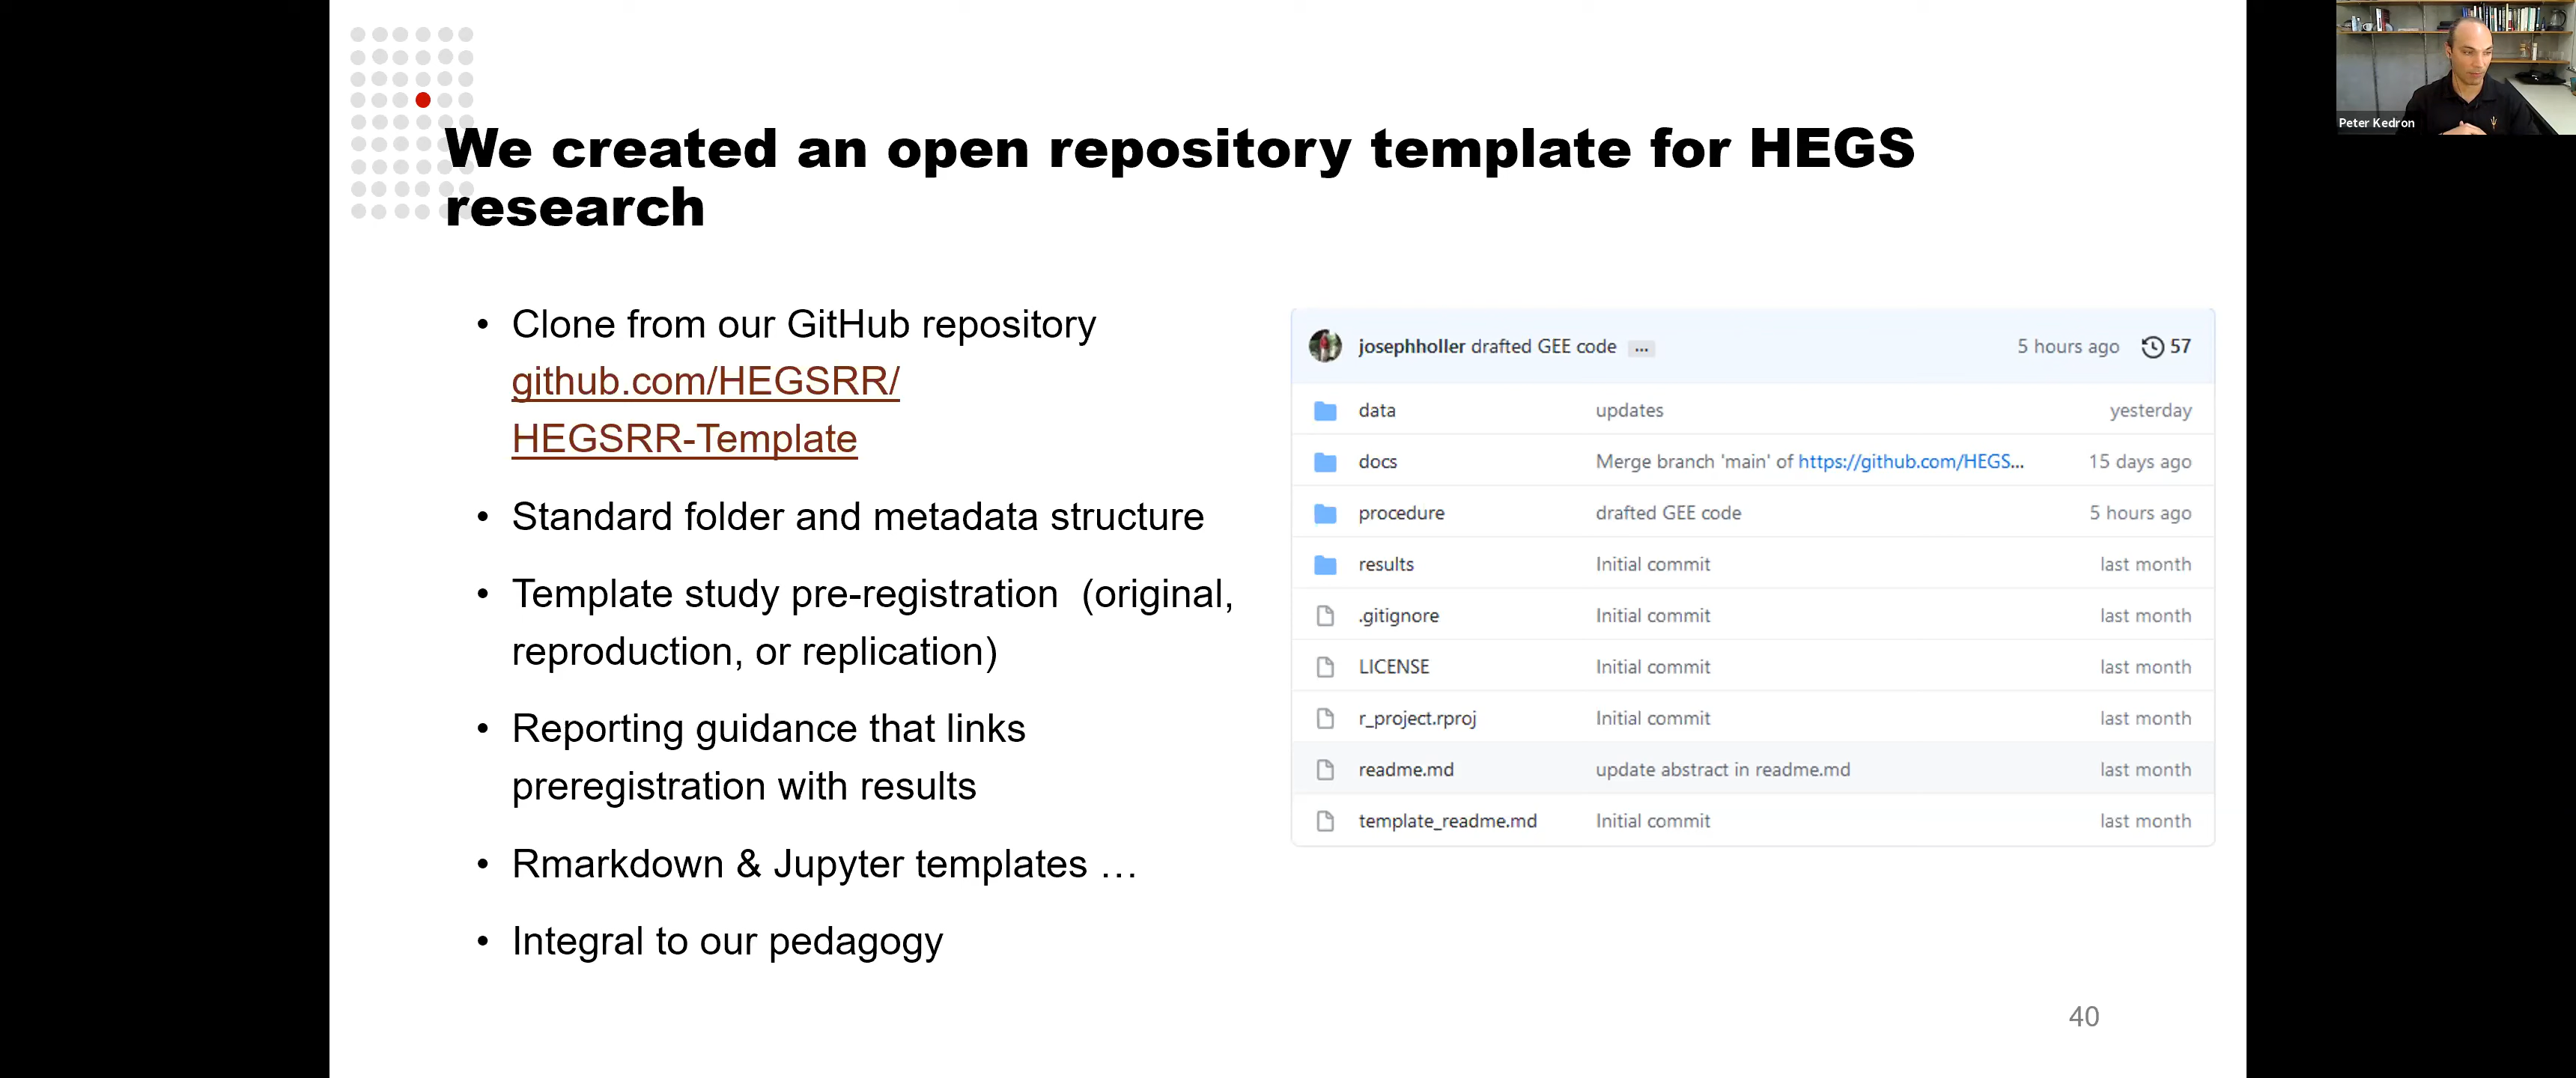 We created an open repository template for HEGS
research
• Clone from our GitHub repository
github.com/HEGSRR/
HEGSRR-Template
• Standard folder and metadata structure
• Template study pre-registration (original,
reproduction, or replication)
• Reporting guidance that links
preregistration with results
• Rmarkdown & Jupyter templates …
• Integral to our pedagogy
josephholler drafted GEE code ... 5 hours ago 57
data updates yesterday
docs Merge branch 'main' of https://github.com/HEGS... 15 days ago
procedure drafted GEE code 5 hours ago
results Initial commit last month
.gitignore Initial commit last month
LICENSE Initial commit last month
r_project.rproj Initial commit last month
readme.md update abstract in readme.md last month
template_readme.md Initial commit last month
40
Peter Kedron